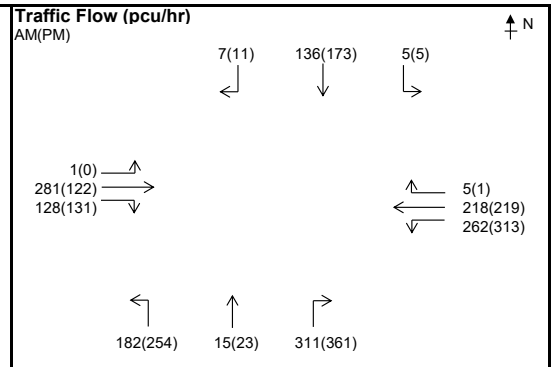 Traffic Flow (pcu/hr)
AM(PM)
N
7(11) 136(173) 5(5)
1(0)
281(122)
128(131)
5(1)
218(219)
262(313)
182(254) 15(23) 311(361)